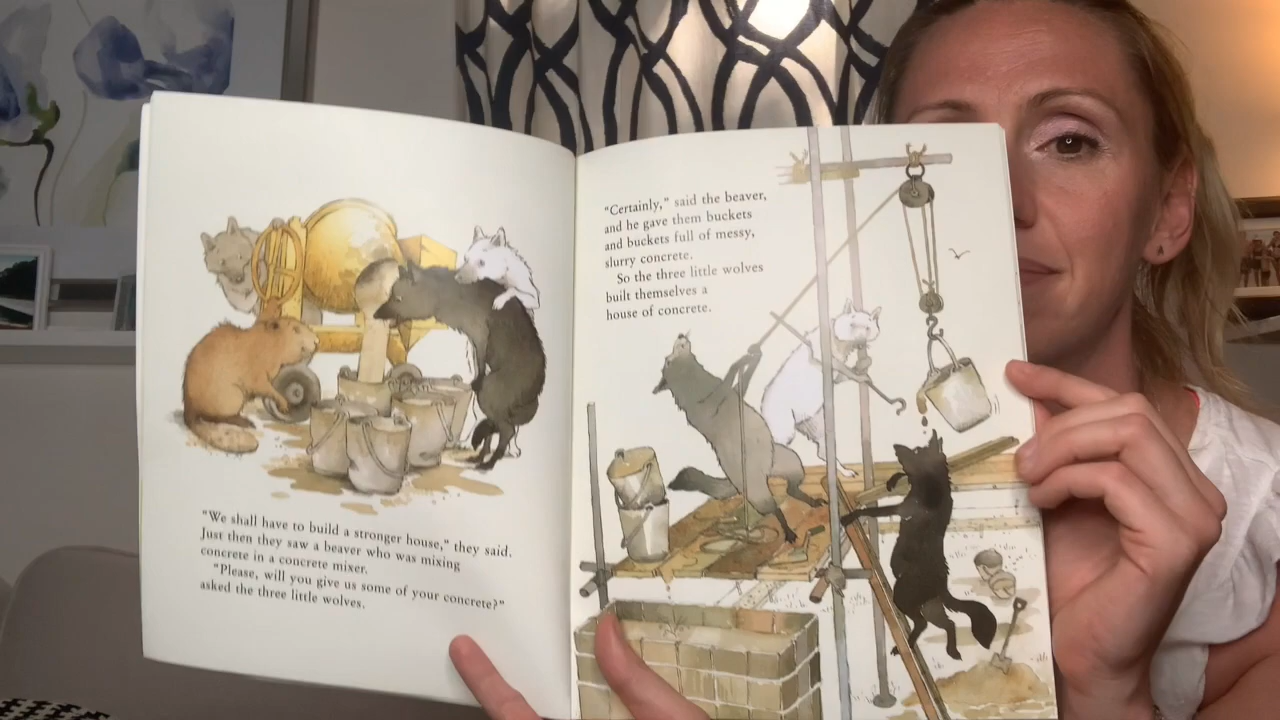 "We shall have to build a stronger house," they said.
Just then they saw a beaver who was mixing
concrete in a concrete mixer.
"Please, will you give us some of your concrete?"
asked the three little wolves.
"Certainly," said the beaver,
and he gave them buckets
and buckets full of messy,
slurry concrete.
So the three little wolves
built themselves a
house of concrete.